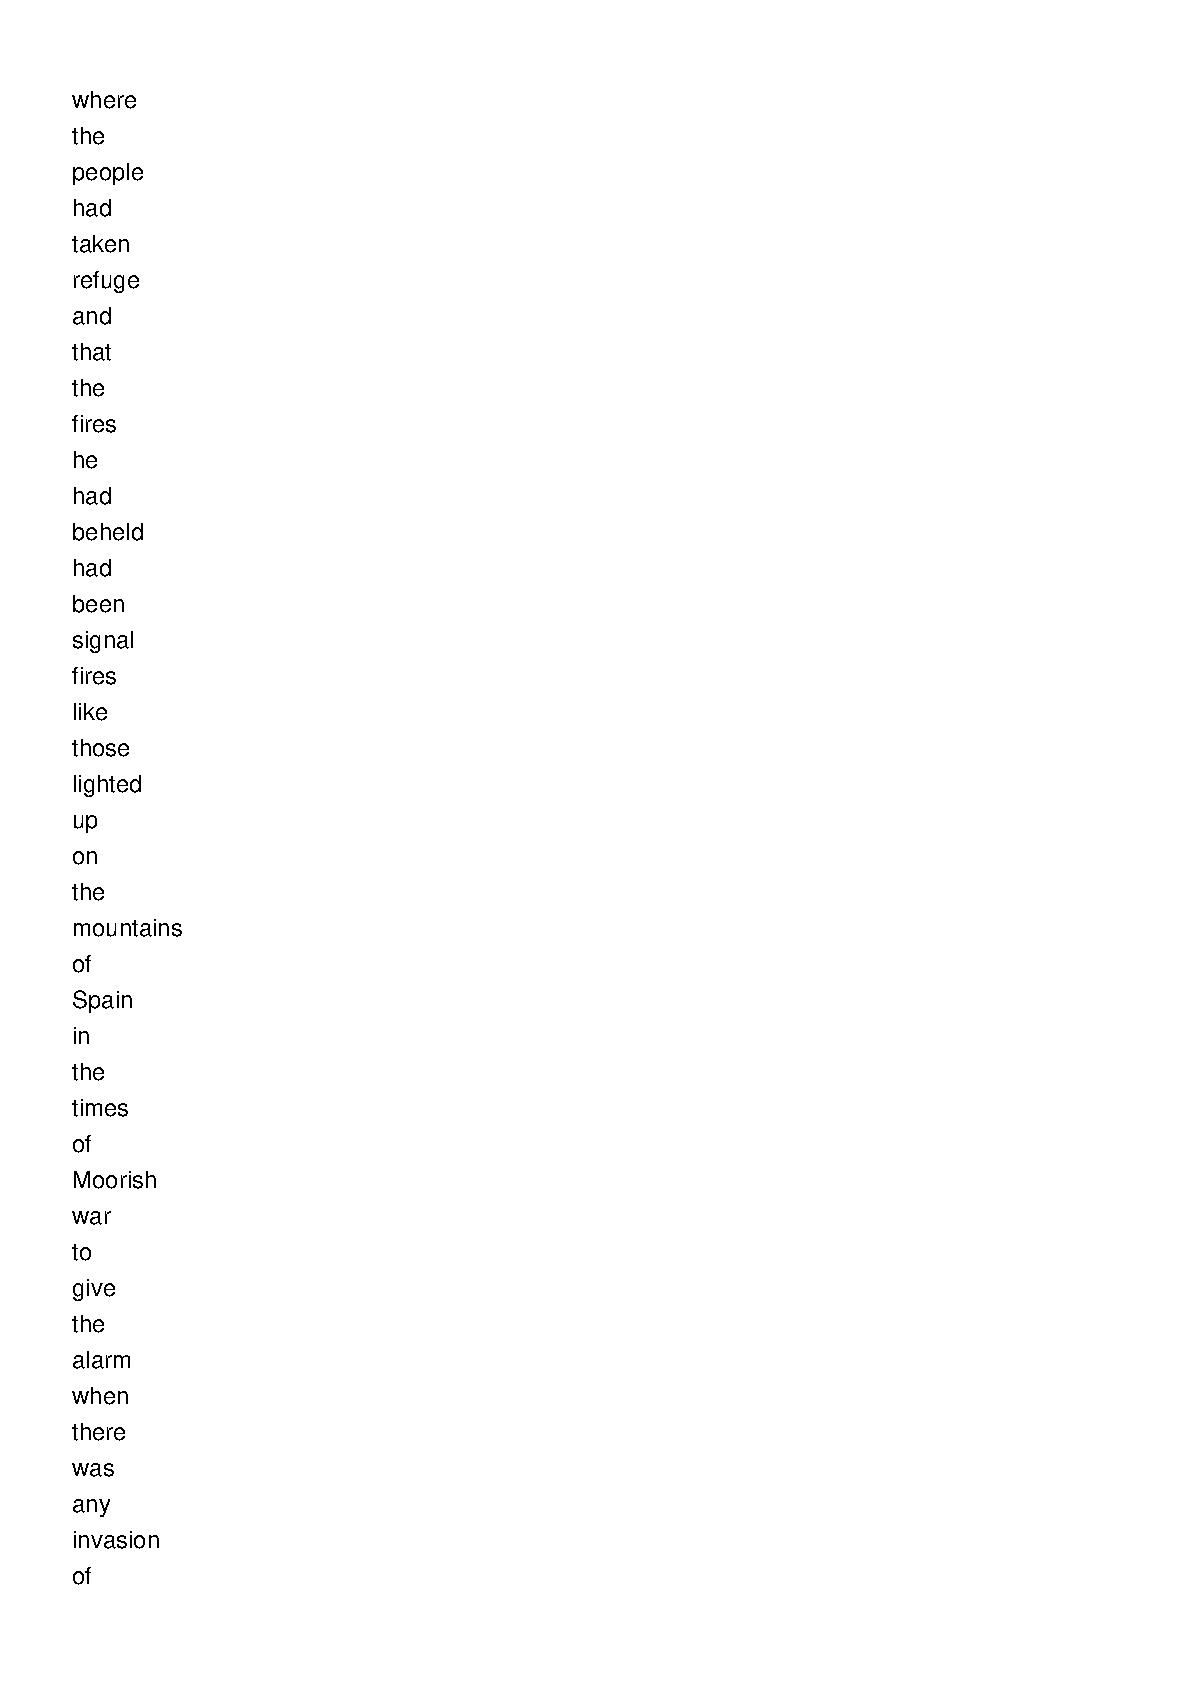 where
the
people
had
taken
refuge
and
that
the
fires
he
had
beheld
had
been
signal
fires
like
those
lighted
up
on
the
mountains
of
Spain
in
the
times
of
Moorish
war
to
give
the
alarm
when
there
was
any
invasion
of